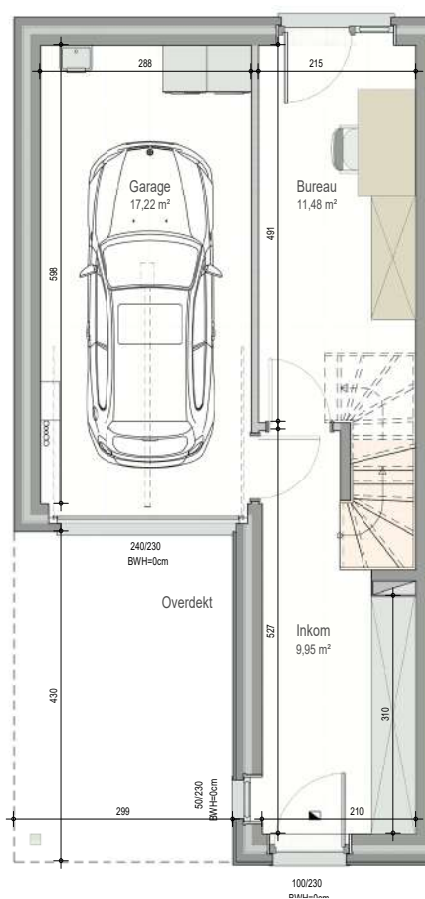 288
215
Garage
17,22 m²
Bureau
11,48 m²
491
598
240/230
BWH=0cm
Overdekt
Inkom
9,95 m²
527
310
430
50/230
BWH=0cm
299
210
100/230
BWH=0cm